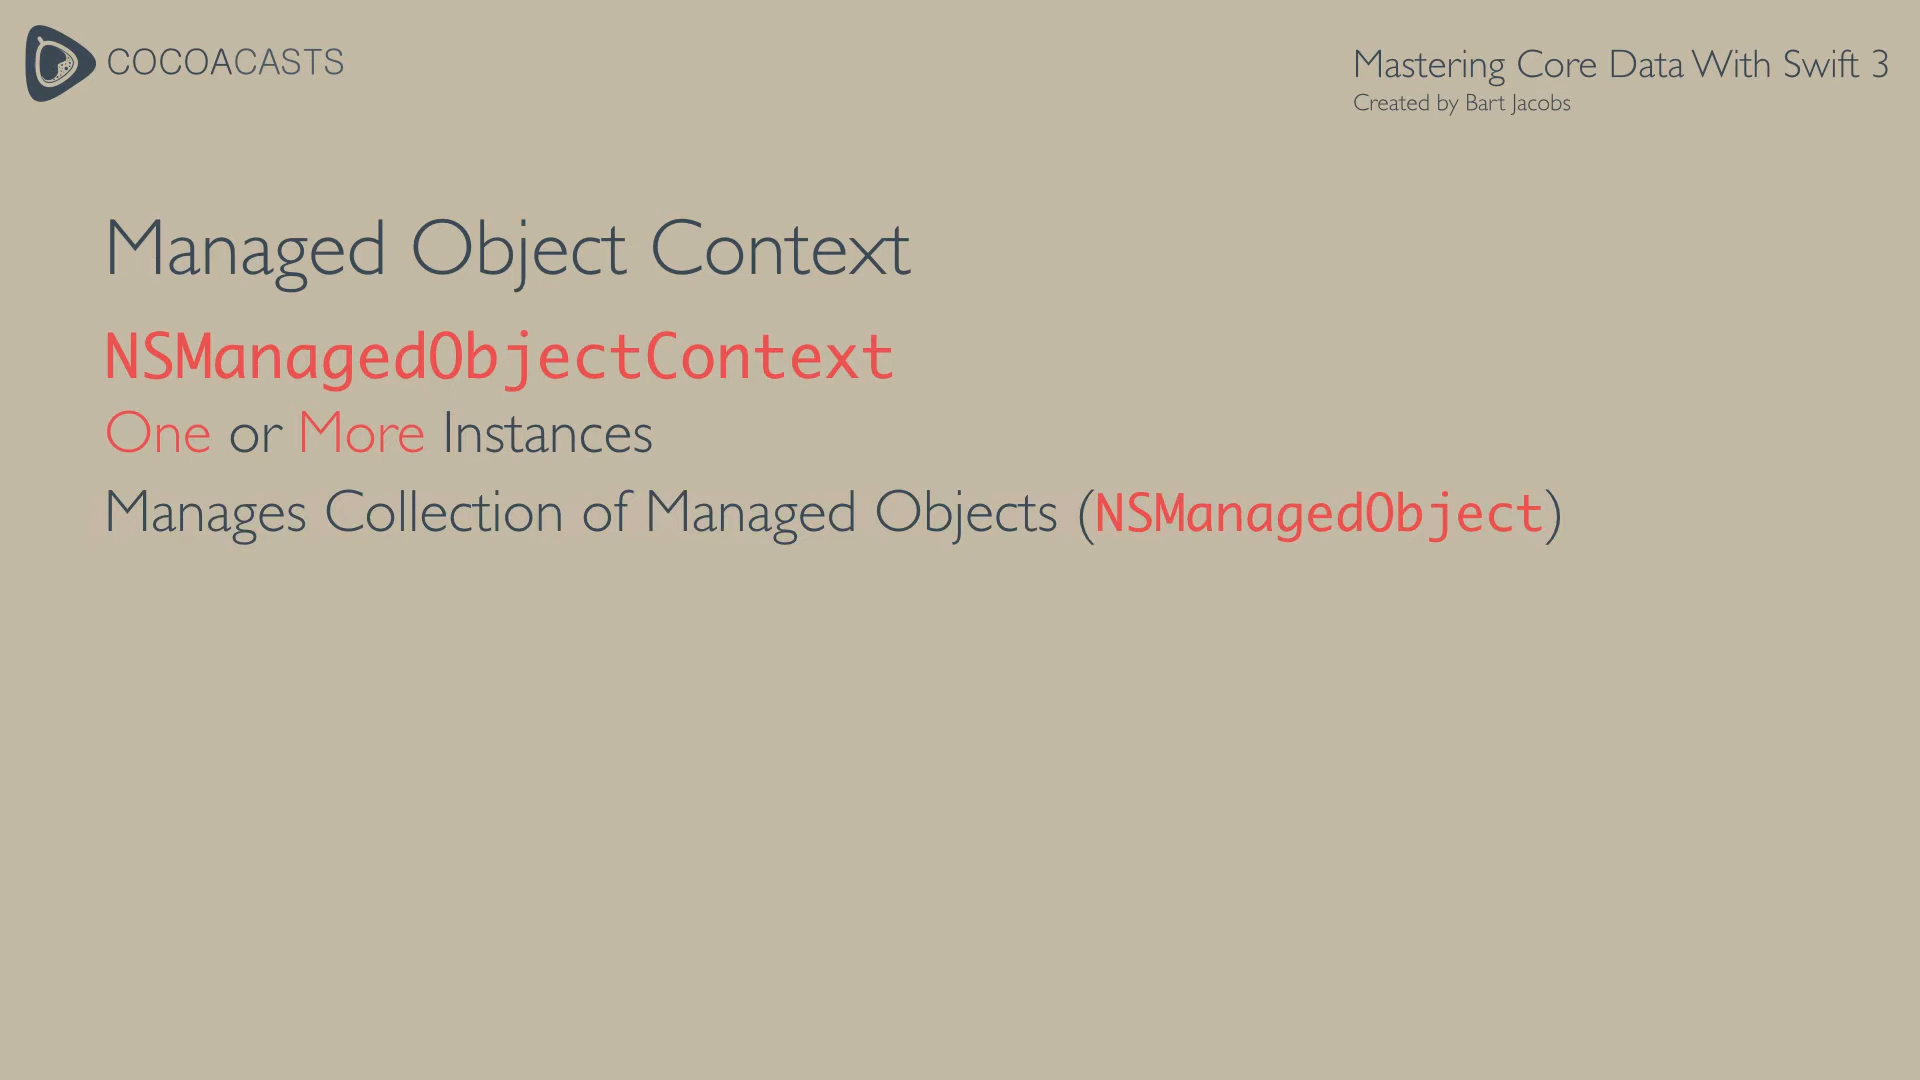 COCOACASTS
Mastering Core Data With Swift 3
Created by Bart Jacobs
Managed Object Context
NSManagedObjectContext
One or More Instances
Manages Collection of Managed Objects (NSManagedObject)